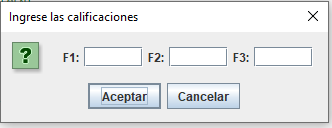 Ingrese las calificaciones
F1: F2: F3:
Aceptar Cancelar